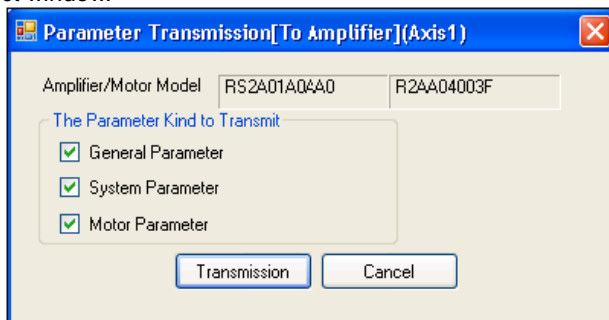 Parameter Transmission[To Amplifier](Axis1)
Amplifier/Motor Model RS2A01A0AA0 R2AA04003F
The Parameter Kind to Transmit
General Parameter
System Parameter
Motor Parameter
Transmission Cancel